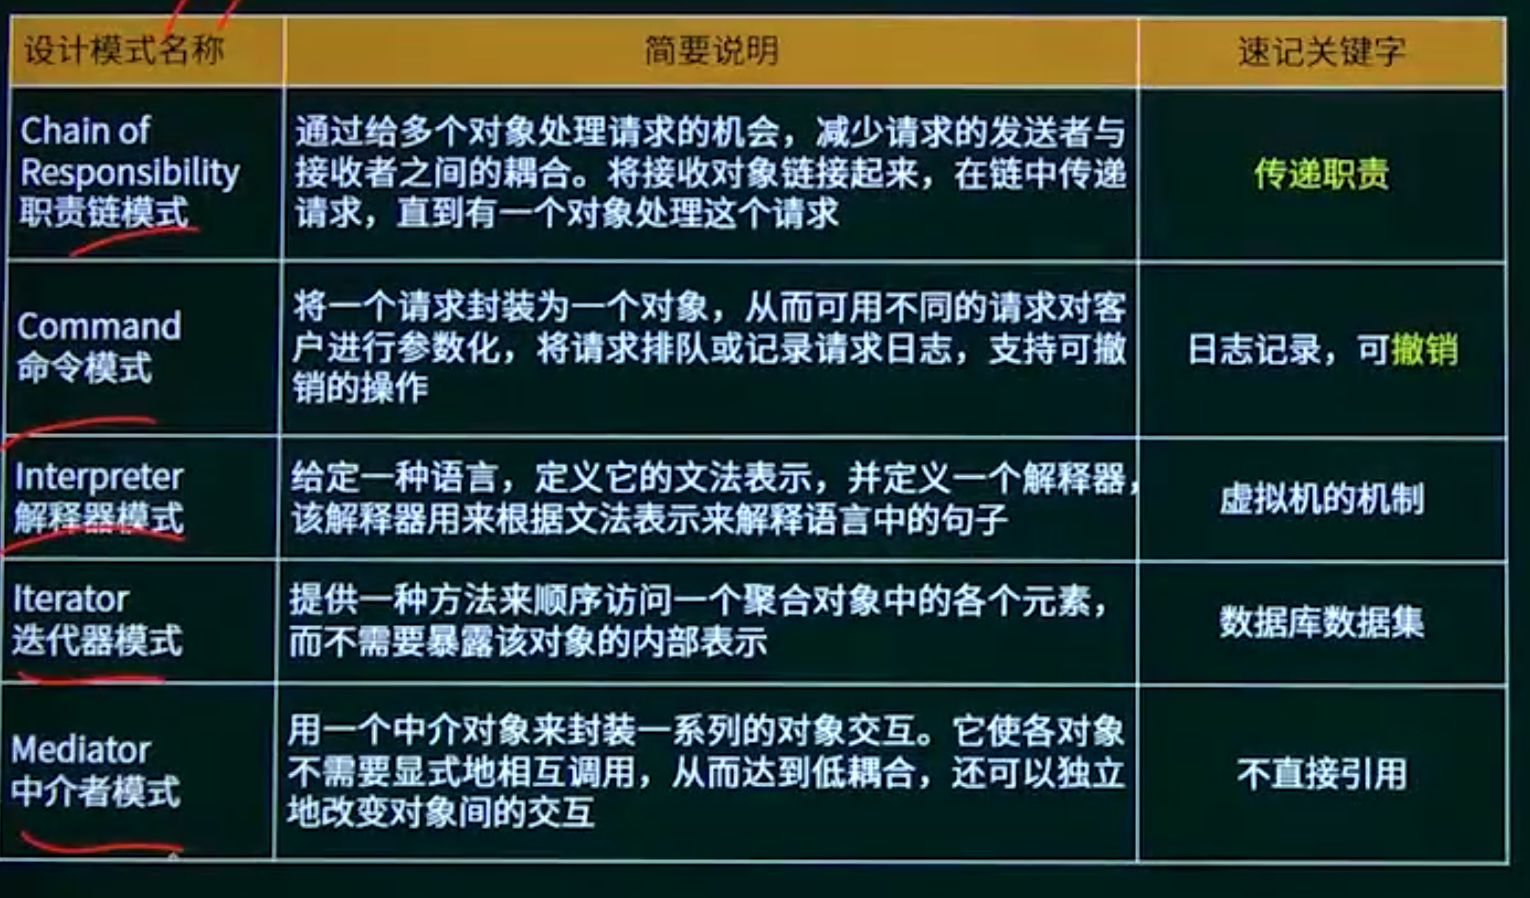 设计模式名称
简要说明
速记关键字
Chain of
Responsibility
职责链模式
通过给多个对象处理请求的机会，减少请求的发送者与
接收者之间的耦合。将接收对象链接起来，在链中传递
请求，直到有一个对象处理这个请求
传递职责
Command
命令模式
将一个请求封装为一个对象，从而可用不同的请求对客
户进行参数化，将请求排队或记录请求日志，支持可撤
销的操作
日志记录，可撤销
Interpreter
解释器模式
给定一种语言，定义它的文法表示，并定义一个解释器，
该解释器用来根据文法表示来解释语言中的句子
虚拟机的机制
Iterator
迭代器模式
提供一种方法来顺序访问一个聚合对象中的各个元素，
而不需要暴露该对象的内部表示
数据库数据集
Mediator
中介者模式
用一个中介对象来封装一系列的对象交互。它使各对象
不需要显式地相互调用，从而达到低耦合，还可以独立
地改变对象间的交互
不直接引用